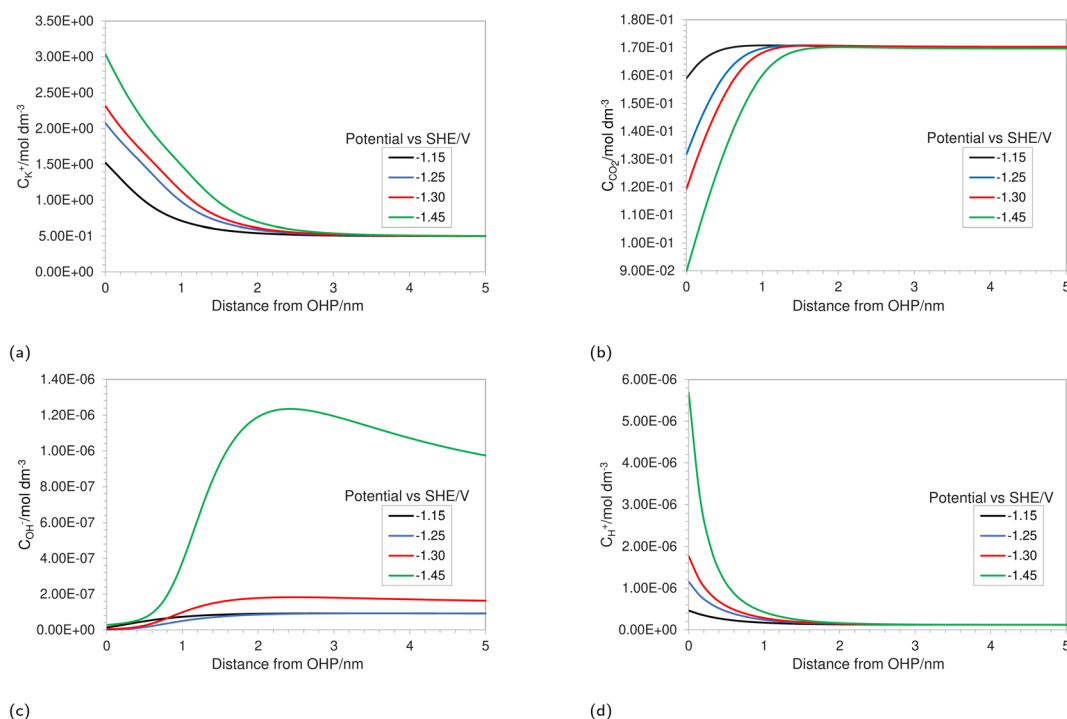 3.50E+00
3.00E+00
2.50E+00
2.00E+00
1.50E+00
1.00E+00
5.00E-01
0.00E+00
C_K⁺/mol dm⁻³
Potential vs SHE/V
-1.15
-1.25
-1.30
-1.45
0 1 2 3 4 5
Distance from OHP/nm
(a)
1.80E-01
1.70E-01
1.60E-01
1.50E-01
1.40E-01
1.30E-01
1.20E-01
1.10E-01
1.00E-01
9.00E-02
C_CO₂/mol dm⁻³
Potential vs SHE/V
-1.15
-1.25
-1.30
-1.45
0 1 2 3 4 5
Distance from OHP/nm
(b)
1.40E-06
1.20E-06
1.00E-06
8.00E-07
6.00E-07
4.00E-07
2.00E-07
0.00E+00
C_OH⁻/mol dm⁻³
Potential vs SHE/V
-1.15
-1.25
-1.30
-1.45
0 1 2 3 4 5
Distance from OHP/nm
(c)
6.00E-06
5.00E-06
4.00E-06
3.00E-06
2.00E-06
1.00E-06
0.00E+00
C_H⁺/mol dm⁻³
Potential vs SHE/V
-1.15
-1.25
-1.30
-1.45
0 1 2 3 4 5
Distance from OHP/nm
(d)